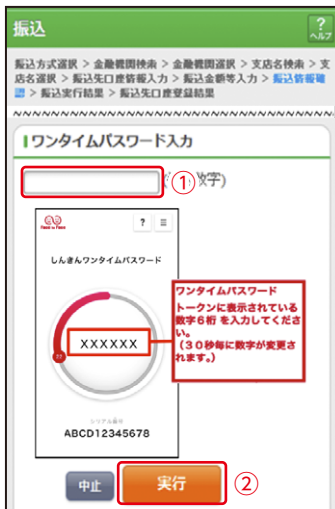 振込
?
ヘルプ
振込方式選択 > 金融機関検索 > 金融機関選択 > 支店名検索 > 支
店名選択 > 振込先口座情報入力 > 振込金額等入力 > 振込情報確
認 > 振込実行結果 > 振込先口座登録結果
ワンタイムパスワード入力
① 数字)
Face to Face
? ≡
しんきんワンタイムパスワード
XXXXXX
シリアル番号
ABCD12345678
ワンタイムパスワード
トークンに表示されている
数字6桁 を入力してくださ
い。
(30秒毎に数字が変更さ
れます。)
中止
実行
②